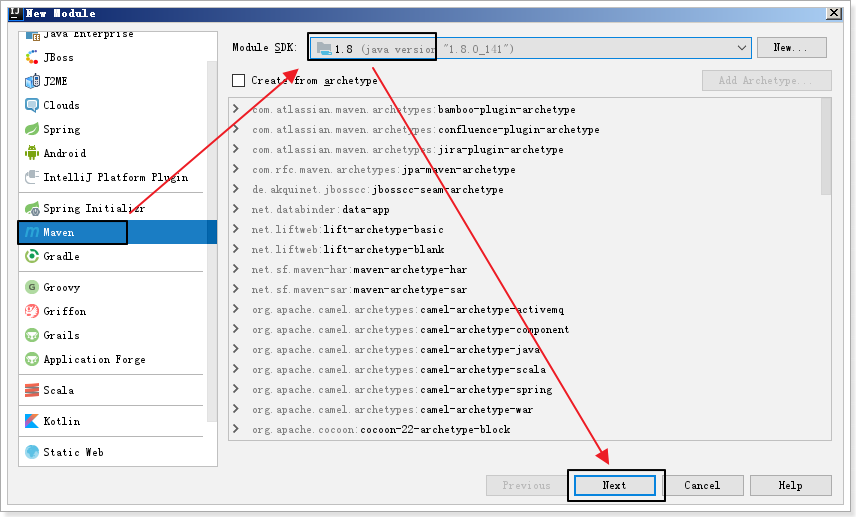 New Module
Java Enterprise
JBoss
J2ME
Clouds
Spring
Android
IntelliJ Platform Plugin
Spring Initializr
Maven
Gradle
Groovy
Griffon
Grails
Application Forge
Scala
Kotlin
Static Web
Module SDK: 1.8 (java version "1.8.0_141") New...
Create from archetype Add Archetype...
com.atlassian.maven.archetypes:bamboo-plugin-archetype
com.atlassian.maven.archetypes:confluence-plugin-archetype
com.atlassian.maven.archetypes:jira-plugin-archetype
com.rfc.maven.archetypes:jpa-maven-archetype
de.akquinet.jbosscc:jbosscc-seam-archetype
net.databinder:data-app
net.liftweb:lift-archetype-basic
net.liftweb:lift-archetype-blank
net.sf.maven-har:maven-archetype-har
net.sf.maven-sar:maven-archetype-sar
org.apache.camel.archetypes:camel-archetype-activemq
org.apache.camel.archetypes:camel-archetype-component
org.apache.camel.archetypes:camel-archetype-java
org.apache.camel.archetypes:camel-archetype-scala
org.apache.camel.archetypes:camel-archetype-spring
org.apache.camel.archetypes:camel-archetype-war
org.apache.cocoon:cocoon-22-archetype-block
Previous Next Cancel Help